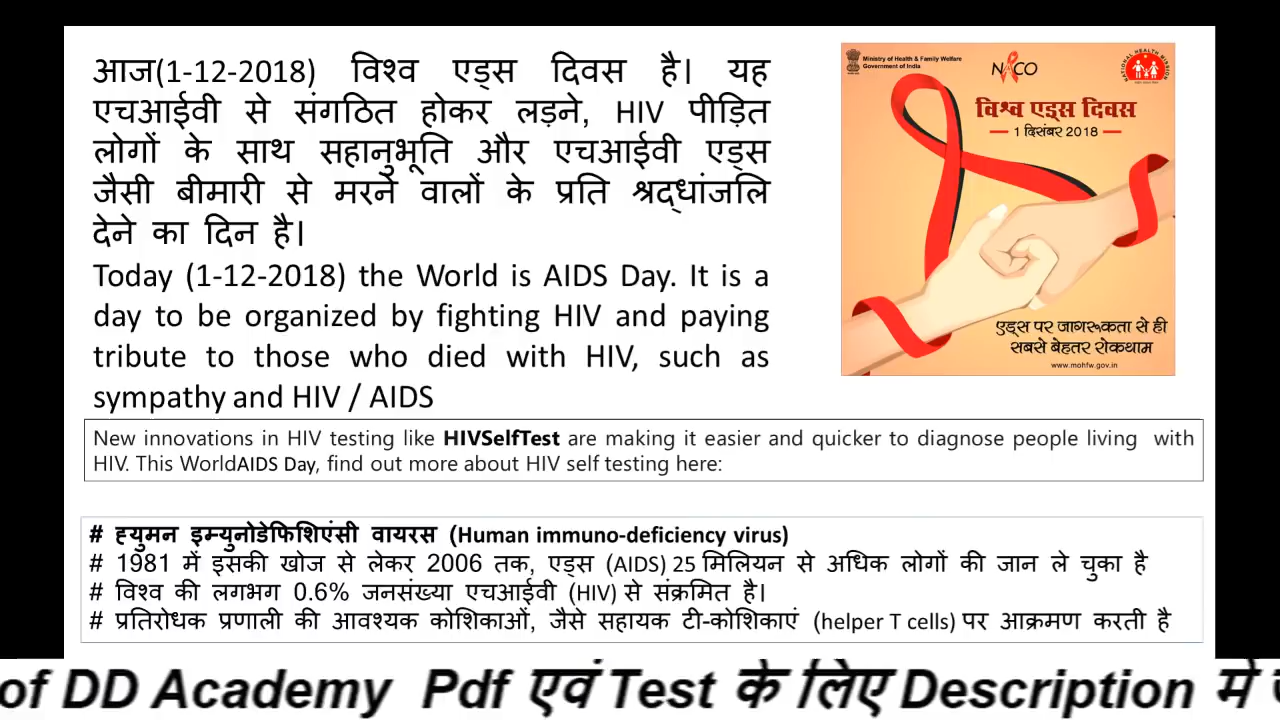 आज(1-12-2018) विश्व एड्स दिवस है। यह
एचआईवी से संगठित होकर लड़ने, HIV पीड़ित
लोगों के साथ सहानुभूति और एचआईवी एड्स
जैसी बीमारी से मरने वालों के प्रति श्रद्धांजलि
देने का दिन है।
Today (1-12-2018) the World is AIDS Day. It is a
day to be organized by fighting HIV and paying
tribute to those who died with HIV, such as
sympathy and HIV / AIDS
Ministry of Health & Family Welfare
Government of India
NACO
NATIONAL HEALTH MISSION
विश्व एड्स दिवस
1 दिसंबर 2018
एड्स पर जागरूकता से ही
सबसे बेहतर रोकथाम
www.mohfw.gov.in
New innovations in HIV testing like HIVSelfTest are making it easier and quicker to diagnose people living with
HIV. This WorldAIDS Day, find out more about HIV self testing here:
# ह्युमन इम्युनोडेफिशिएंसी वायरस (Human immuno-deficiency virus)
# 1981 में इसकी खोज से लेकर 2006 तक, एड्स (AIDS) 25 मिलियन से अधिक लोगों की जान ले चुका है
# विश्व की लगभग 0.6% जनसंख्या एचआईवी (HIV) से संक्रमित है।
# प्रतिरोधक प्रणाली की आवश्यक कोशिकाओं, जैसे सहायक टी-कोशिकाएं (helper T cells) पर आक्रमण करती है
of DD Academy Pdf एवं Test के लिए Description में